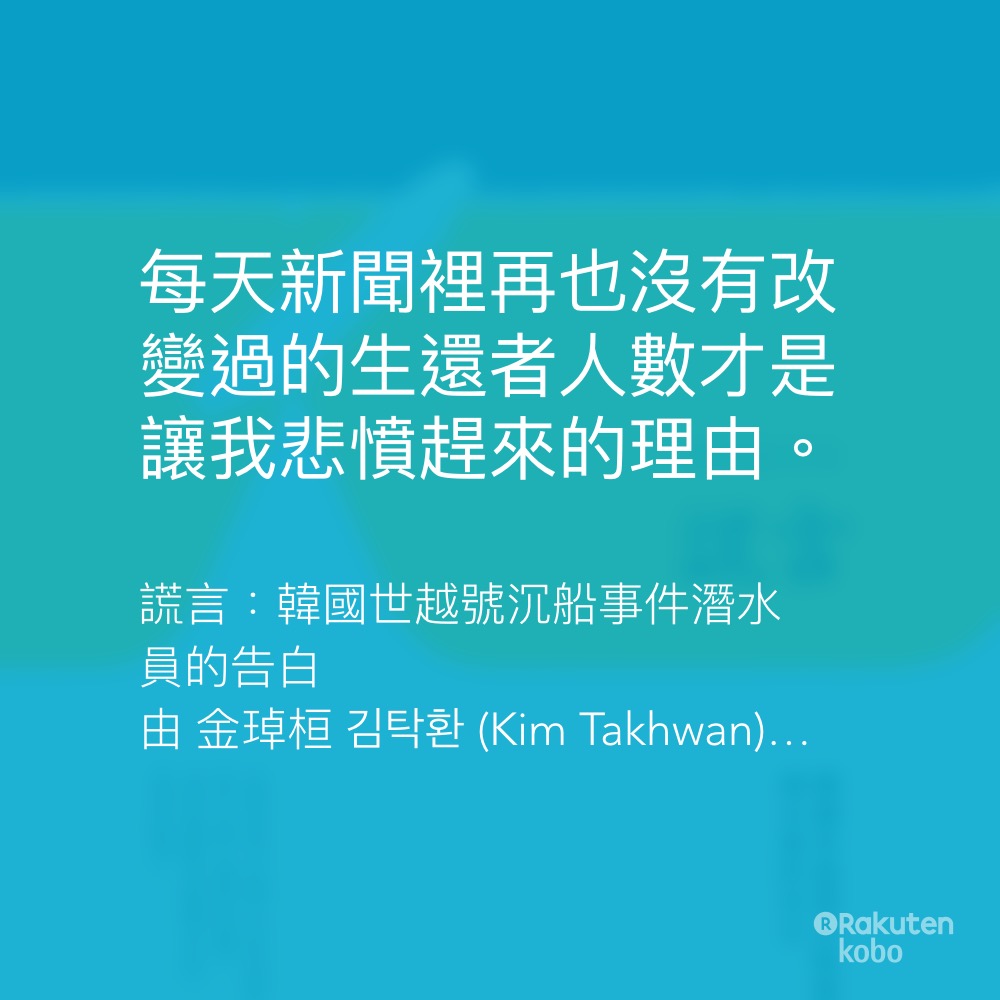 每天新聞裡再也沒有改
變過的生還者人數才是
讓我悲憤趕來的理由。
謊言：韓國世越號沉船事件潛水
員的告白
由 金琸桓 김탁환 (Kim Takhwan)…
Rakuten
kobo